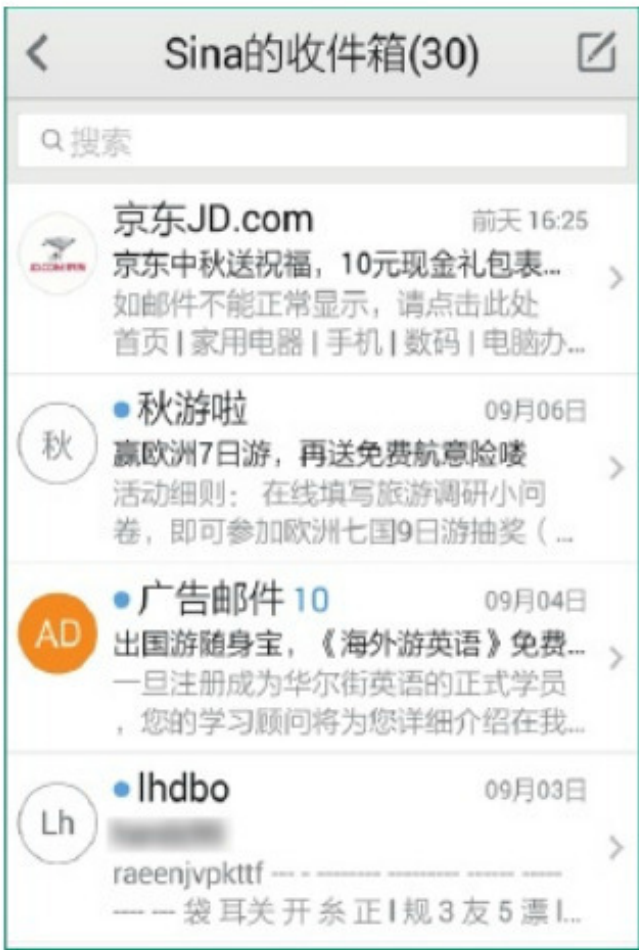 Sina的收件箱(30)
搜索
京东JD.com 前天 16:25
京东中秋送祝福，10元现金礼包表...
如邮件不能正常显示，请点击此处
首页 | 家用电器 | 手机 | 数码 | 电脑办...
秋 秋游啦 09月06日
赢欧洲7日游，再送免费航意险喽
活动细则： 在线填写旅游调研小问
卷，即可参加欧洲七国9日游抽奖（ ...
AD 广告邮件 10 09月04日
出国游随身宝，《海外游英语》免费...
一旦注册成为华尔街英语的正式学员
，您的学习顾问将为您详细介绍在我...
Lh lhdbo 09月03日
raeenjvpkttf --- - -------- --------- ------ -----
---- --- 袋 耳关 开 糸 正 l 规 3 友 5 漂 l...